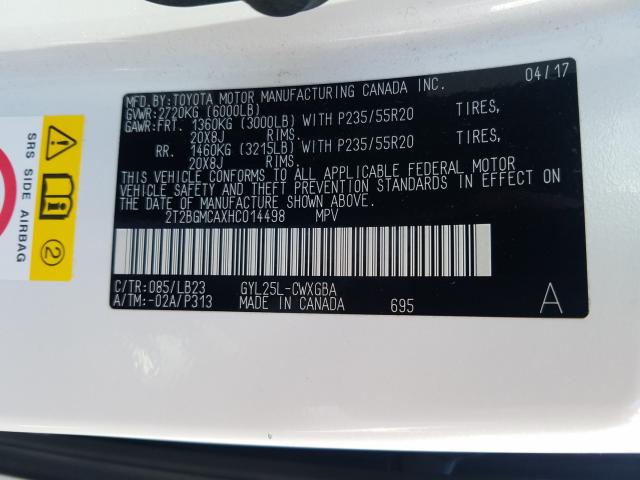 MFD.BY: TOYOTA MOTOR MANUFACTURING CANADA INC. 04/17
GVWR: 2720KG (6000LB)
GAWR: FRT. 1360KG (3000LB) WITH P235/55R20 TIRES,
20X8J RIMS.
RR. 1460KG (3215LB) WITH P235/55R20 TIRES,
20X8J RIMS.
THIS VEHICLE CONFORMS TO ALL APPLICABLE FEDERAL MOTOR
VEHICLE SAFETY AND THEFT PREVENTION STANDARDS IN EFFECT ON
THE DATE OF MANUFACTURE SHOWN ABOVE.
2T2BGMCAXHC014498 MPV
C/TR: 085/LB23 GYL25L-CWXGBA
A/TM: -02A/P313 MADE IN CANADA 695 A
SRS SIDE AIRBAG
2